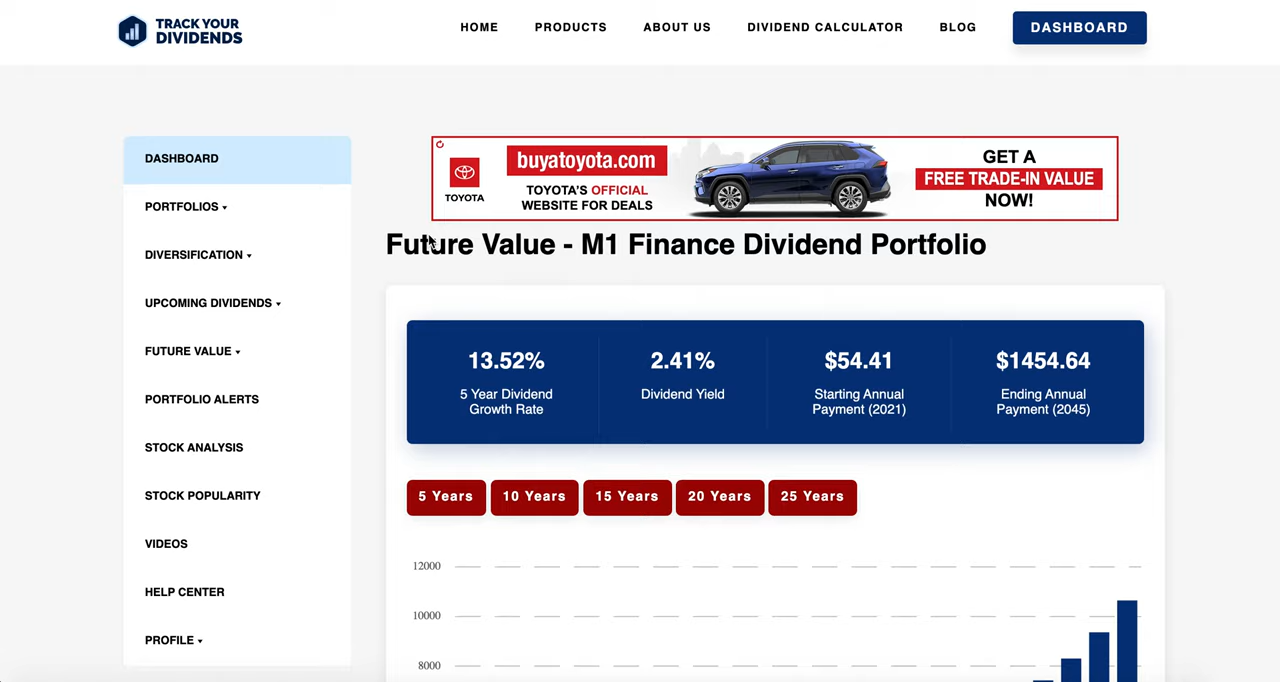 TRACK YOUR
DIVIDENDS
HOME
PRODUCTS
ABOUT US
DIVIDEND CALCULATOR
BLOG
DASHBOARD
DASHBOARD
PORTFOLIOS
DIVERSIFICATION
UPCOMING DIVIDENDS
FUTURE VALUE
PORTFOLIO ALERTS
STOCK ANALYSIS
STOCK POPULARITY
VIDEOS
HELP CENTER
PROFILE
TOYOTA
buyatoyota.com
TOYOTA'S OFFICIAL
WEBSITE FOR DEALS
GET A
FREE TRADE-IN VALUE
NOW!
Future Value - M1 Finance Dividend Portfolio
13.52%
5 Year Dividend
Growth Rate
2.41%
Dividend Yield
$54.41
Starting Annual
Payment (2021)
$1454.64
Ending Annual
Payment (2045)
5 Years
10 Years
15 Years
20 Years
25 Years
12000
10000
8000